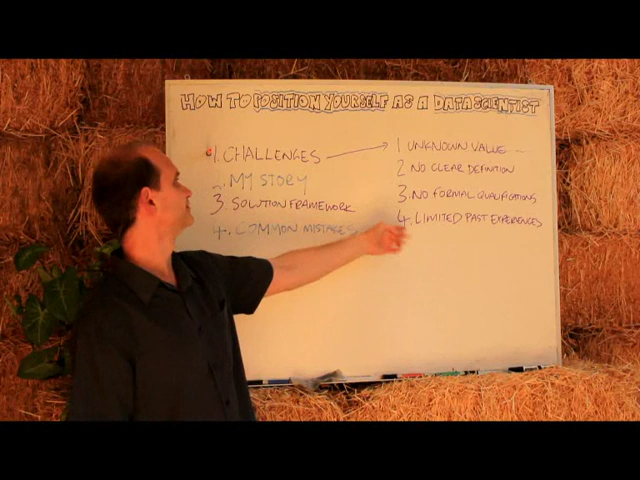 HOW TO POSITION YOURSELF AS A DATA SCIENTIST
1. CHALLENGES
MY STORY
3. SOLUTION FRAMEWORK
4. COMMON MISTAKES
1 UNKNOWN VALUE
2 NO CLEAR DEFINITION
3. NO FORMAL QUALIFICATIONS
4. LIMITED PAST EXPERIENCES